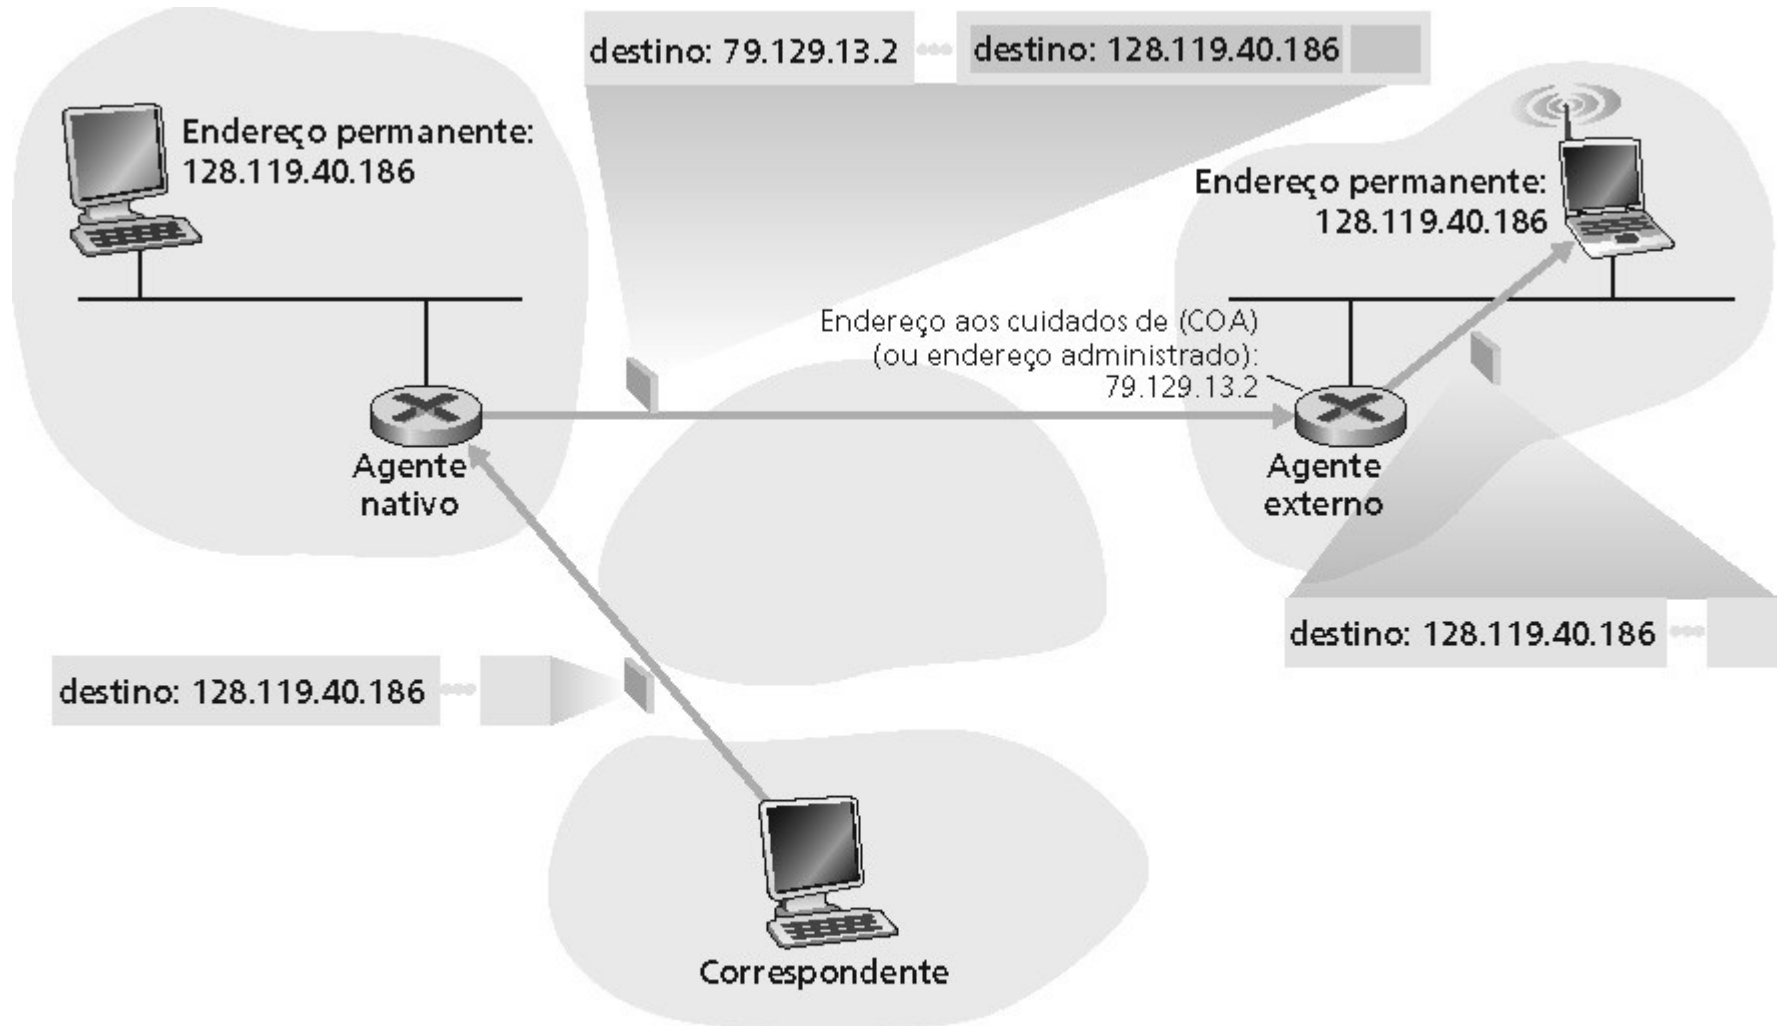 destino: 79.129.13.2
destino: 128.119.40.186
Endereço permanente:
128.119.40.186
Endereço permanente:
128.119.40.186
Endereço aos cuidados de (COA)
(ou endereço administrado):
79.129.13.2
Agente
nativo
Agente
externo
destino: 128.119.40.186
destino: 128.119.40.186
Correspondente